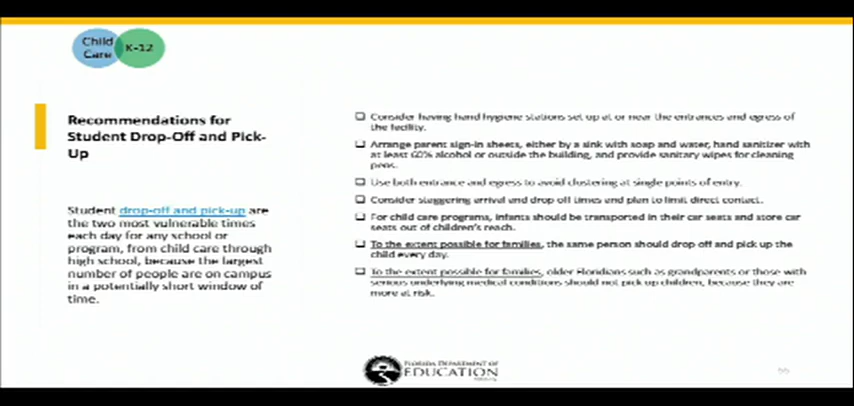 Child
Care
K-12
Recommendations for
Student Drop-Off and Pick-
Up
Student drop-off and pick-up are
the two most vulnerable times
each day for any school or
program, from child care through
high school, because the largest
number of people are on campus
in a potentially short window of
time.
❑ Consider having hand hygiene stations set up at or near the entrances and egress of
the facility.
❑ Arrange parent sign-in sheets, either by a sink with soap and water, hand sanitizer with
at least 60% alcohol or outside the building, and provide sanitary wipes for cleaning
pens.
❑ Use both entrance and egress to avoid clustering at single points of entry.
❑ Consider staggering arrival and drop off times and plan to limit direct contact.
❑ For child care programs, infants should be transported in their car seats and store car
seats out of children's reach.
❑ To the extent possible for families, the same person should drop off and pick up the
child every day.
❑ To the extent possible for families, older Floridians such as grandparents or those with
serious underlying medical conditions should not pick up children, because they are
more at risk.
FLORIDA DEPARTMENT OF
EDUCATION